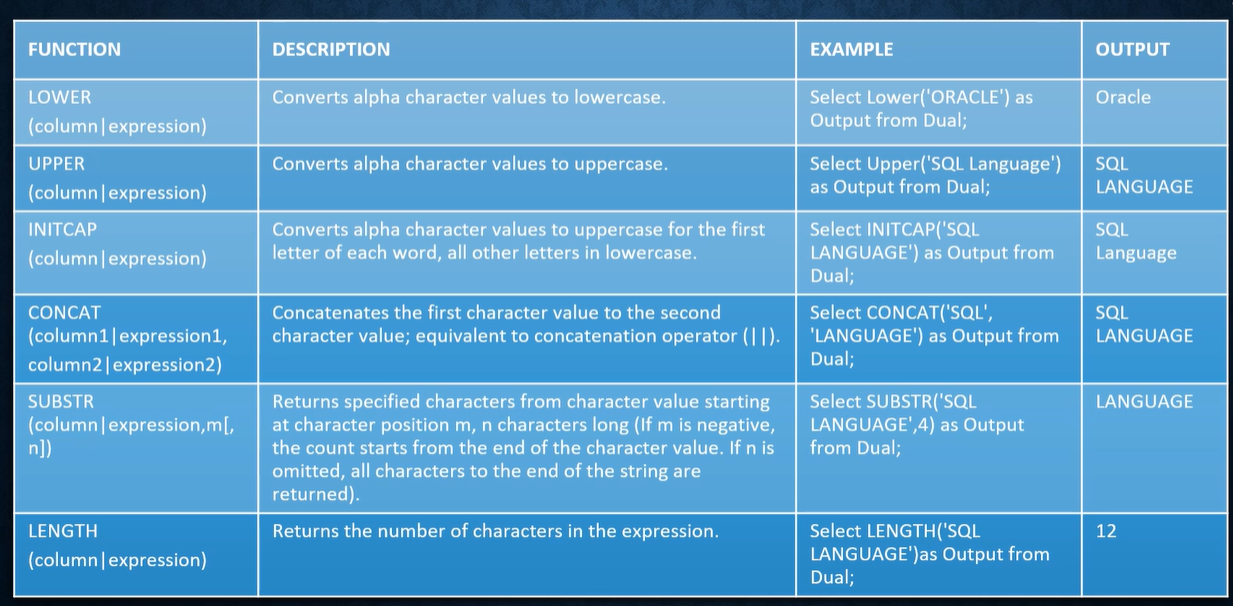 FUNCTION DESCRIPTION EXAMPLE OUTPUT
LOWER
(column|expression)
Converts alpha character values to lowercase.
Select Lower('ORACLE') as
Output from Dual;
Oracle
UPPER
(column|expression)
Converts alpha character values to uppercase.
Select Upper('SQL Language')
as Output from Dual;
SQL
LANGUAGE
INITCAP
(column|expression)
Converts alpha character values to uppercase for the first
letter of each word, all other letters in lowercase.
Select INITCAP('SQL
LANGUAGE') as Output from
Dual;
SQL
Language
CONCAT
(column1|expression1,
column2|expression2)
Concatenates the first character value to the second
character value; equivalent to concatenation operator (||).
Select CONCAT('SQL',
'LANGUAGE') as Output from
Dual;
SQL
LANGUAGE
SUBSTR
(column|expression,m[,
n])
Returns specified characters from character value starting
at character position m, n characters long (If m is negative,
the count starts from the end of the character value. If n is
omitted, all characters to the end of the string are
returned).
Select SUBSTR('SQL
LANGUAGE',4) as Output
from Dual;
LANGUAGE
LENGTH
(column|expression)
Returns the number of characters in the expression.
Select LENGTH('SQL
LANGUAGE')as Output from
Dual;
12